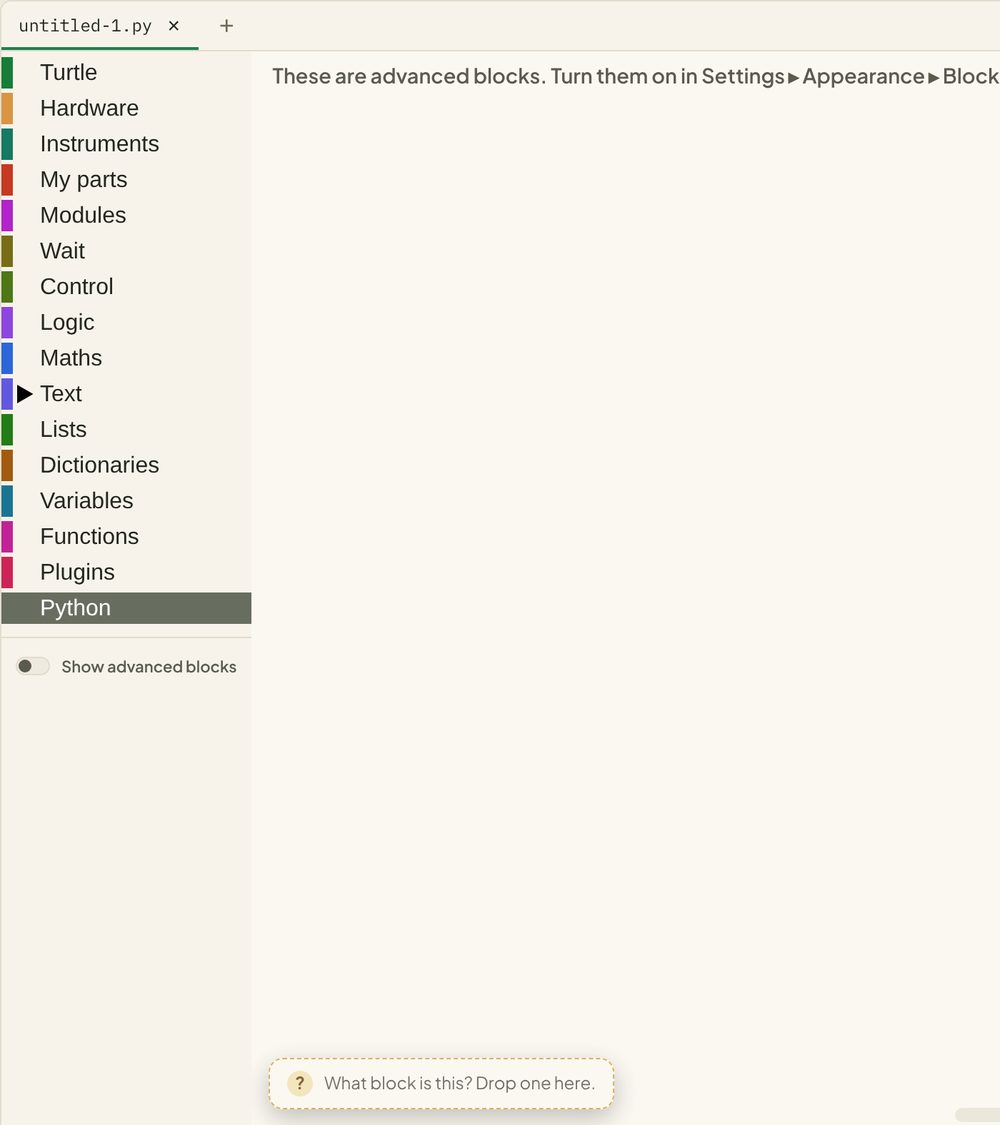 untitled-1.py × +
Turtle
These are advanced blocks. Turn them on in Settings ▸ Appearance ▸ Block
Hardware
Instruments
My parts
Modules
Wait
Control
Logic
Maths
Text
Lists
Dictionaries
Variables
Functions
Plugins
Python
Show advanced blocks
? What block is this? Drop one here.